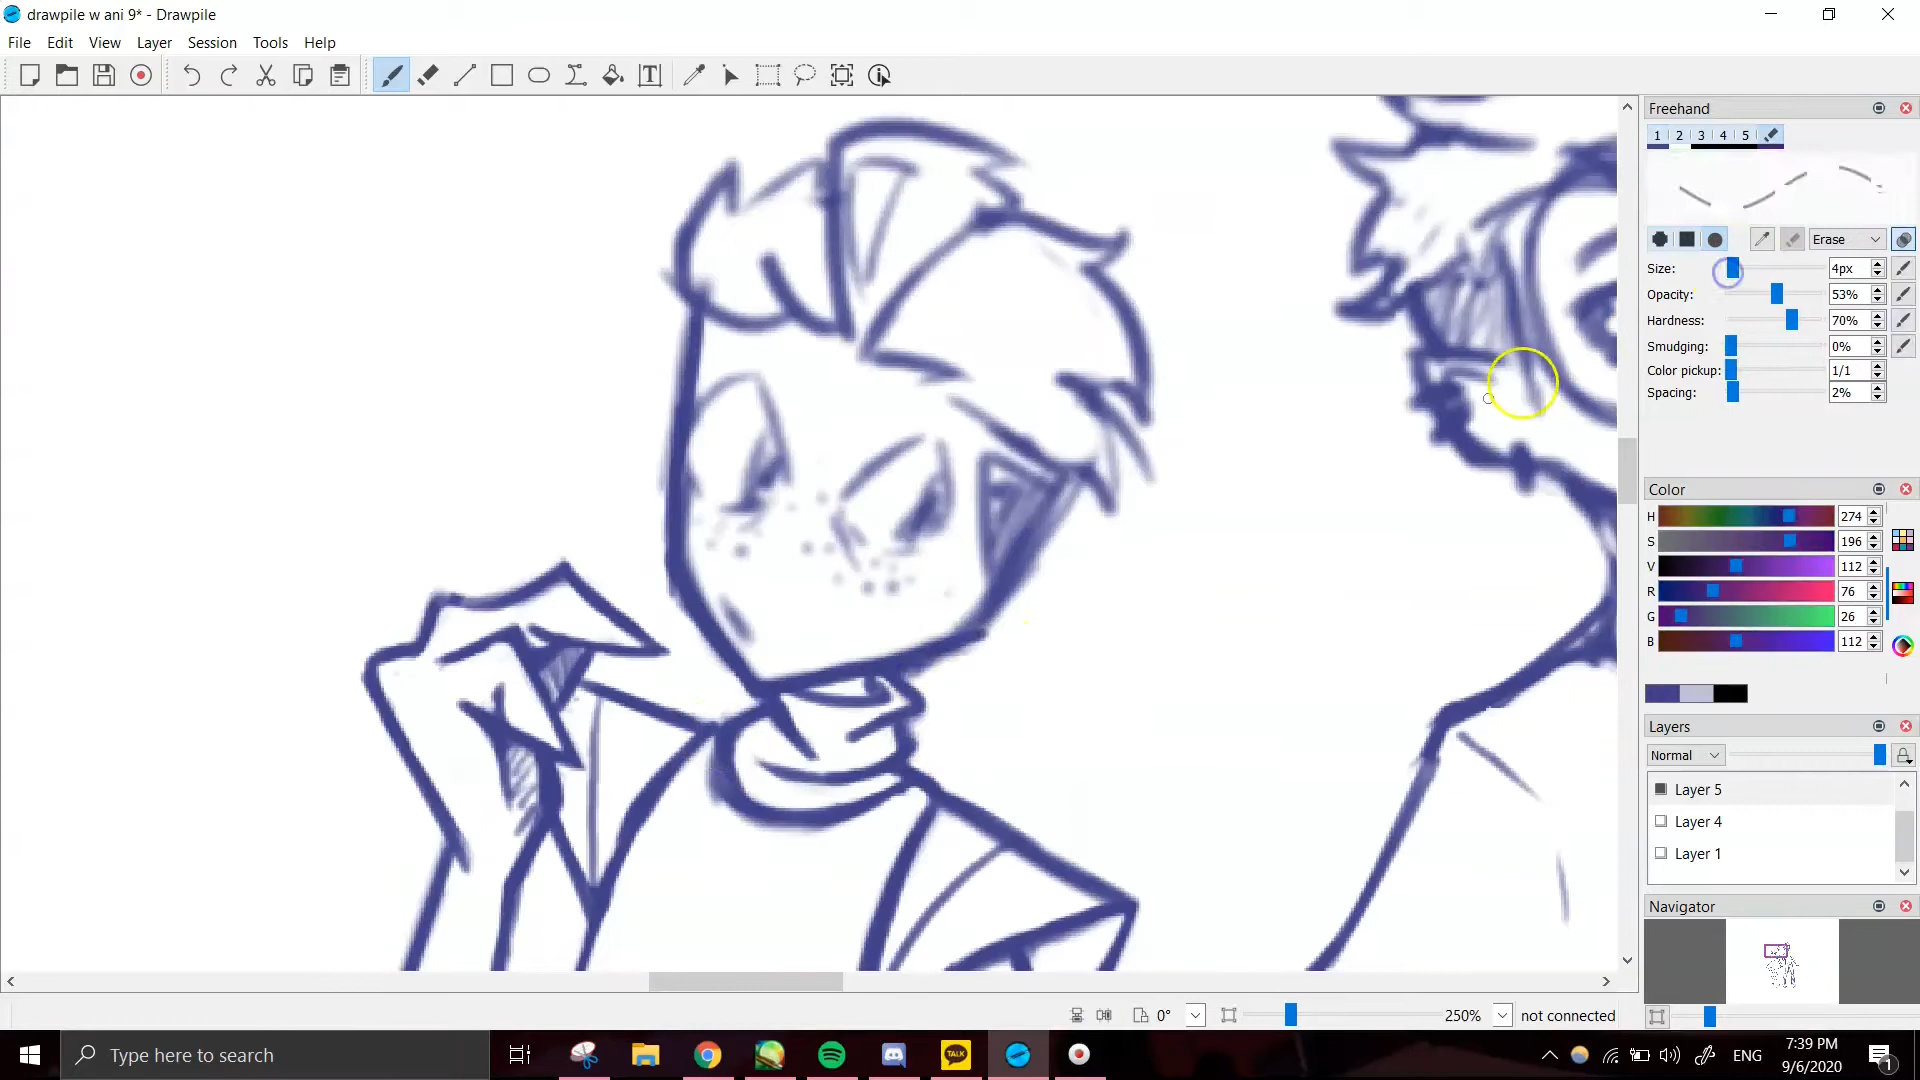 drawpile w ani 9* - Drawpile
File Edit View Layer Session Tools Help
Freehand
1 2 3 4 5
Erase
Size: 4px
Opacity: 53%
Hardness: 70%
Smudging: 0%
Color pickup: 1/1
Spacing: 2%
Color
H 274
S 196
V 112
R 76
G 26
B 112
Layers
Normal
Layer 5
Layer 4
Layer 1
Navigator
0° 250% not connected
Type here to search
TALK
ENG
7:39 PM
9/6/2020
1